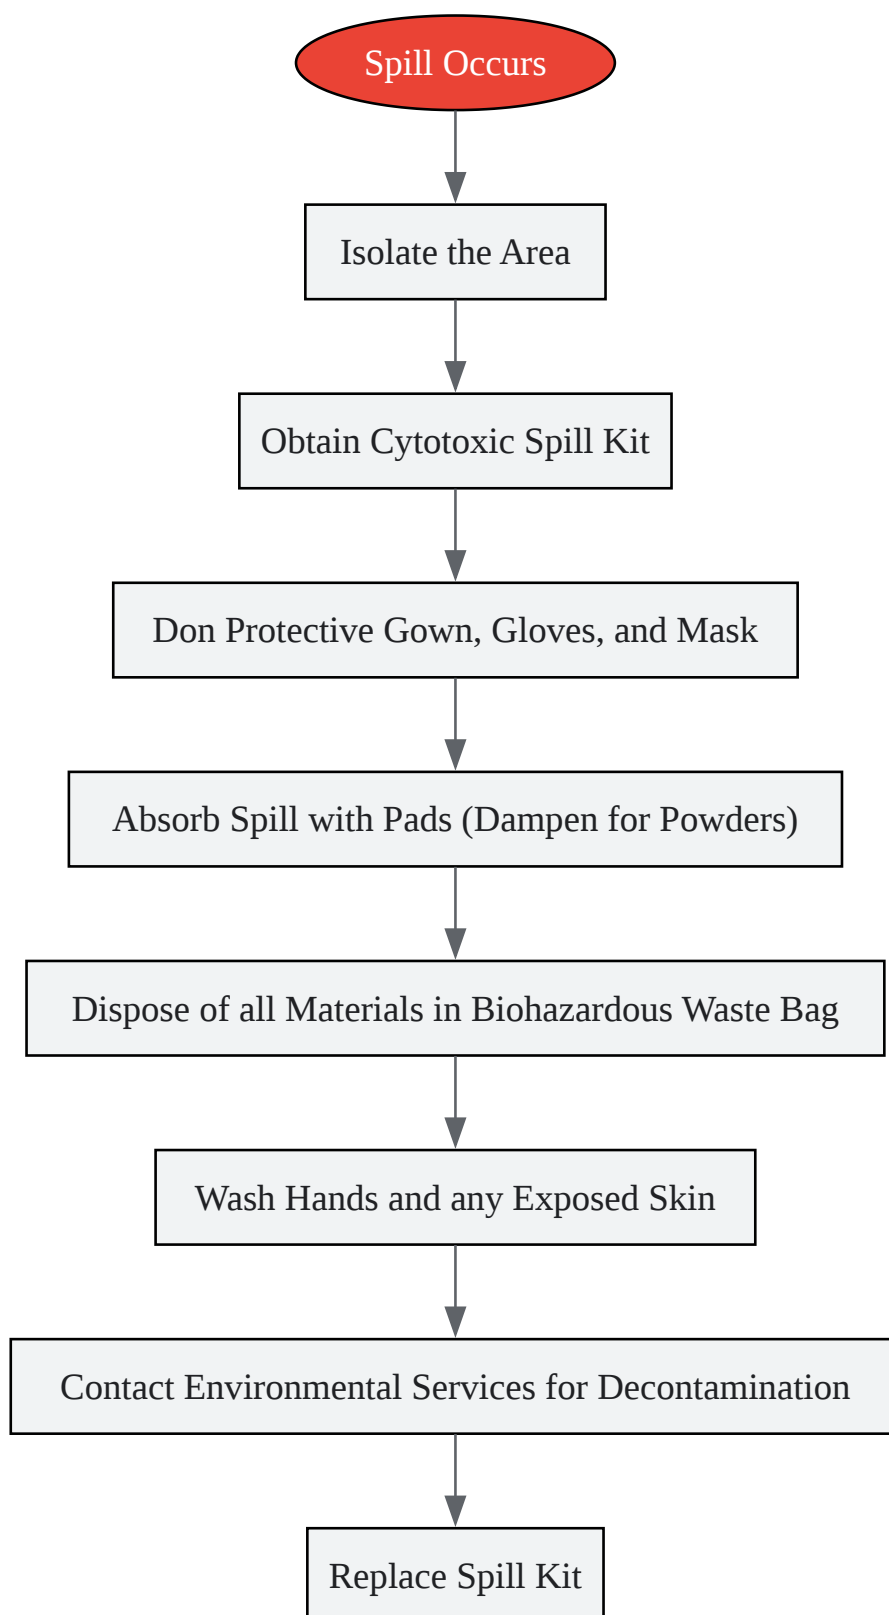 Spill Occurs
Isolate the Area
Obtain Cytotoxic Spill Kit
Don Protective Gown, Gloves, and Mask
Absorb Spill with Pads (Dampen for Powders)
Dispose of all Materials in Biohazardous Waste Bag
Wash Hands and any Exposed Skin
Contact Environmental Services for Decontamination
Replace Spill Kit